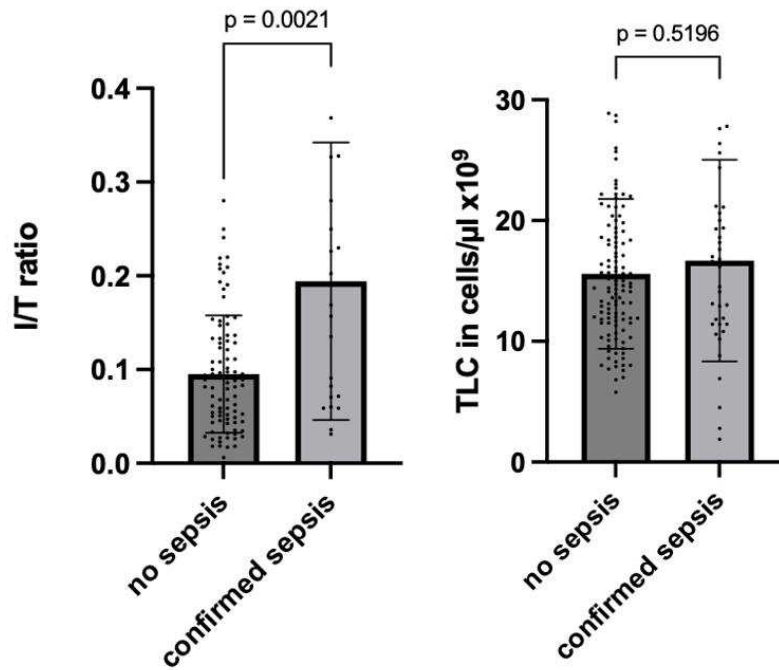 p = 0.0021
0.4
0.3
0.2
0.1
0.0
I/T ratio
no sepsis
confirmed sepsis
p = 0.5196
30
20
10
0
TLC in cells/µl x10⁹
no sepsis
confirmed sepsis